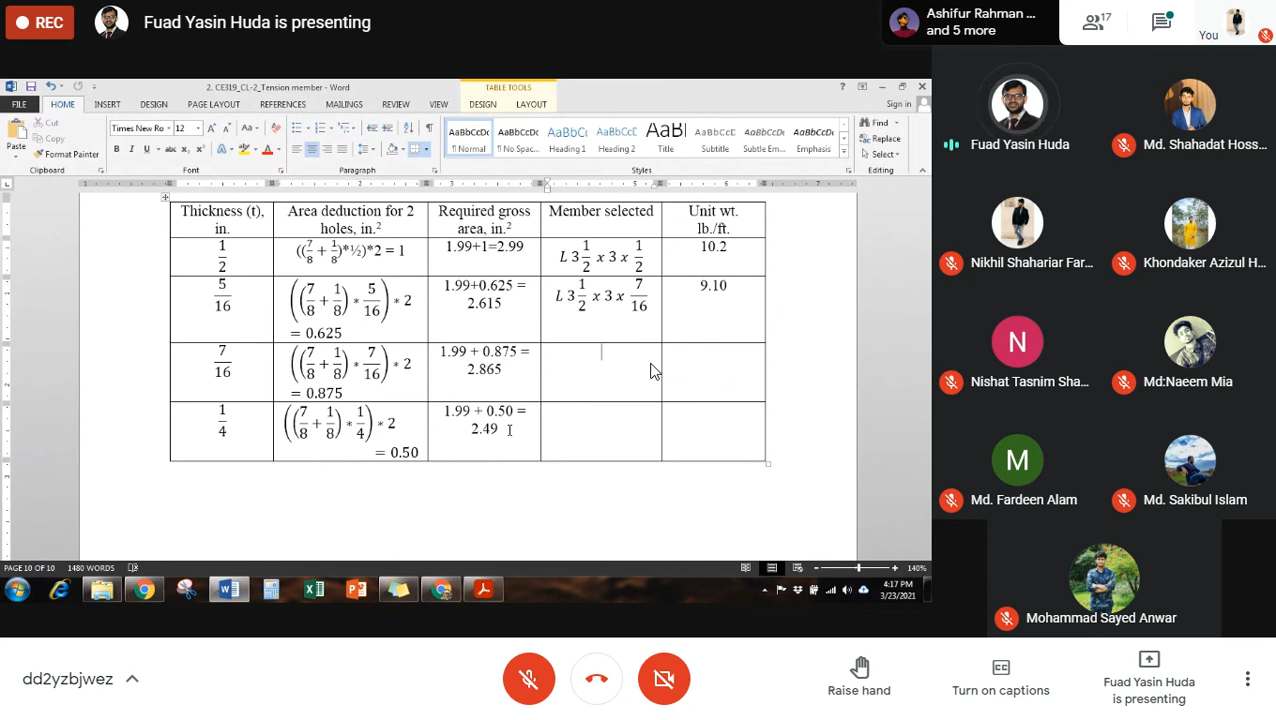 REC
Fuad Yasin Huda is presenting
Ashifur Rahman ...
and 5 more
17
You
2. CE319_CL-2_Tension member - Word
TABLE TOOLS
FILE HOME INSERT DESIGN PAGE LAYOUT REFERENCES MAILINGS REVIEW VIEW DESIGN LAYOUT Sign in
Paste
Cut
Copy
Format Painter
Times New Ro 12
AaBbCcDc AaBbCcDc AaBbCc AaBbCcC AaBI AaBbCcD AaBbCcDi AaBbCcDi
¶ Normal ¶ No Spac... Heading 1 Heading 2 Title Subtitle Subtle Em... Emphasis
Find
Replace
Select
Clipboard Font Paragraph Styles Editing
Thickness (t), in.
Area deduction for 2 holes, in.²
Required gross area, in.²
Member selected
Unit wt. lb./ft.
1/2 ((7/8+1/8)*½)*2 = 1 1.99+1=2.99 L 3 1/2 x 3 x 1/2 10.2
5/16 ((7/8 + 1/8) * 5/16) * 2 = 0.625 1.99+0.625 = 2.615 L 3 1/2 x 3 x 7/16 9.10
7/16 ((7/8 + 1/8) * 7/16) * 2 = 0.875 1.99 + 0.875 = 2.865
1/4 ((7/8 + 1/8) * 1/4) * 2 = 0.50 1.99 + 0.50 = 2.49
PAGE 10 OF 10 1480 WORDS 140%
4:17 PM
3/23/2021
Fuad Yasin Huda
Md. Shahadat Hoss...
Nikhil Shahariar Far...
Khondaker Azizul H...
N
Nishat Tasnim Sha...
Md:Naeem Mia
M
Md. Fardeen Alam
Md. Sakibul Islam
Mohammad Sayed Anwar
dd2yzbjwez
Raise hand
CC
Turn on captions
Fuad Yasin Huda
is presenting